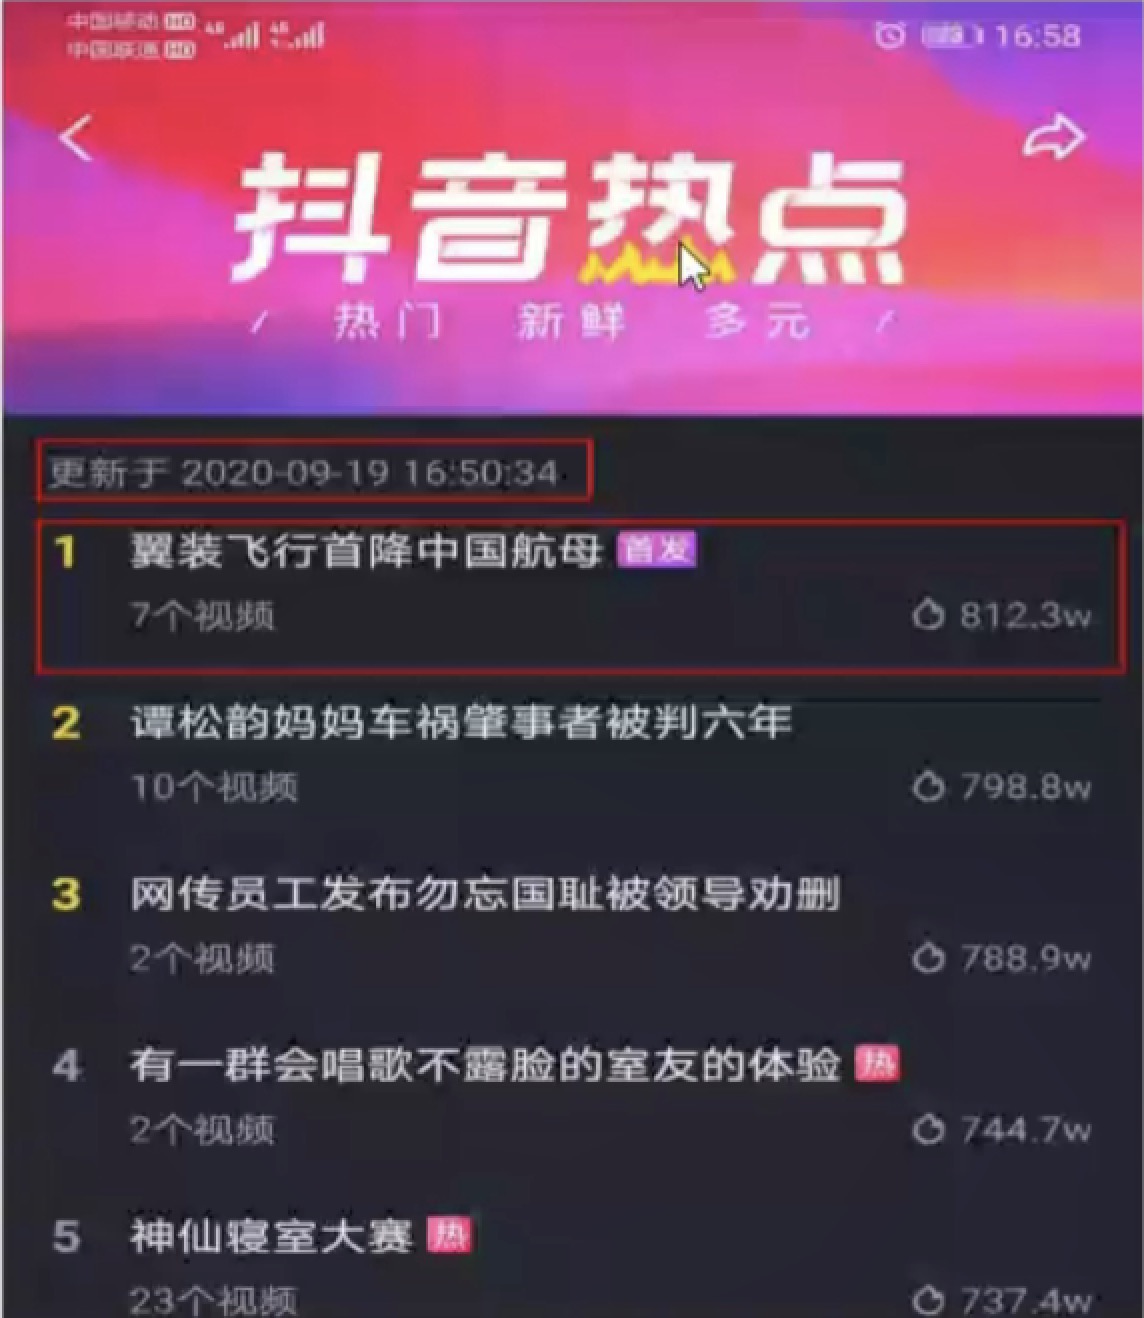 中国移动 HD 4G 4G 16:58
中国联通 HD
抖音热点
热门 新鲜 多元
更新于 2020-09-19 16:50:34
1 翼装飞行首降中国航母 首发
7个视频 812.3w
2 谭松韵妈妈车祸肇事者被判六年
10个视频 798.8w
3 网传员工发布勿忘国耻被领导劝删
2个视频 788.9w
4 有一群会唱歌不露脸的室友的体验 热
2个视频 744.7w
5 神仙寝室大赛 热
23个视频 737.4w